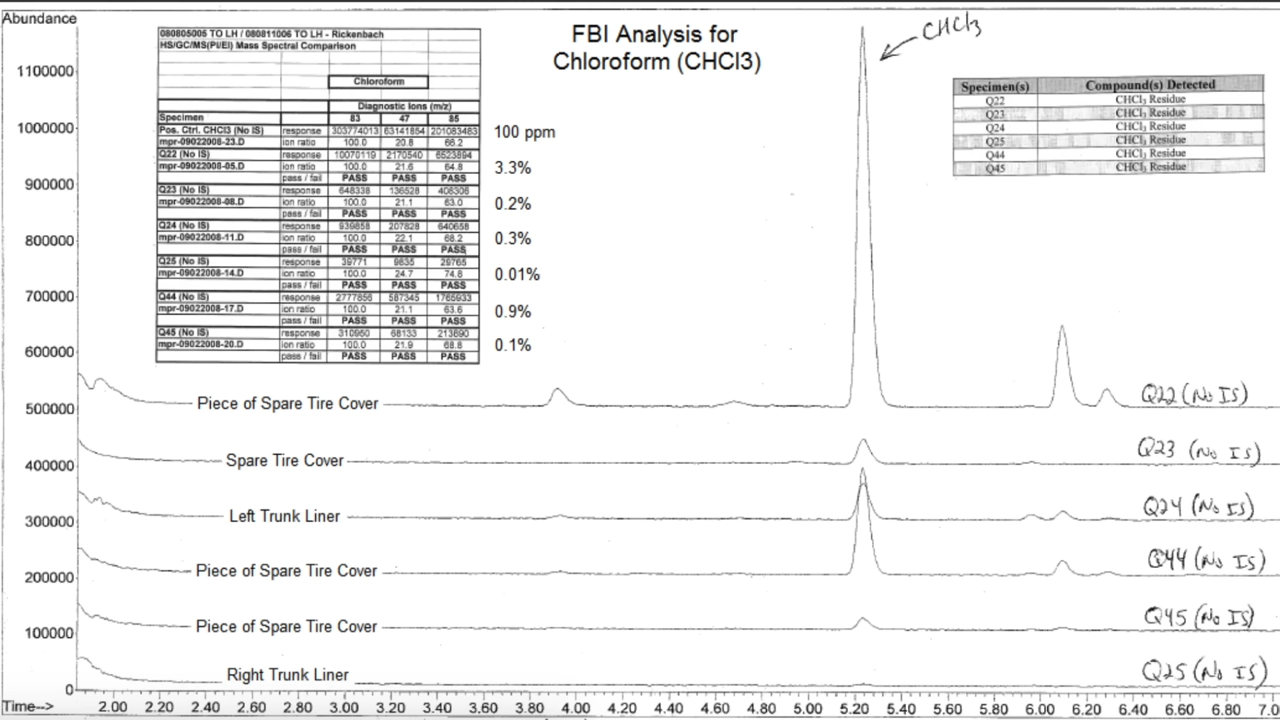 Abundance
FBI Analysis for
Chloroform (CHCl3)
CHCl3
080805005 TO LH / 080811006 TO LH - Rickenbach
HS/GC/MS(PI/EI) Mass Spectral Comparison
Chloroform
Diagnostic Ions (m/z)
Specimen 83 47 85
Pos. Ctrl. CHCl3 (No IS) response 303774013 63141854 201083463 100 ppm
mpr-09022008-23.D ion ratio 100.0 20.8 66.2
Q22 (No IS) response 10070119 2170540 6523894
mpr-09022008-05.D ion ratio 100.0 21.6 64.8 3.3%
pass / fail PASS PASS PASS
Q23 (No IS) response 648338 136528 408306
mpr-09022008-08.D ion ratio 100.0 21.1 63.0 0.2%
pass / fail PASS PASS PASS
Q24 (No IS) response 939858 207828 640658
mpr-09022008-11.D ion ratio 100.0 22.1 68.2 0.3%
pass / fail PASS PASS PASS
Q25 (No IS) response 39771 9835 29765
mpr-09022008-14.D ion ratio 100.0 24.7 74.8 0.01%
pass / fail PASS PASS PASS
Q44 (No IS) response 2777856 587345 1765933
mpr-09022008-17.D ion ratio 100.0 21.1 63.6 0.9%
pass / fail PASS PASS PASS
Q45 (No IS) response 310950 68133 213890
mpr-09022008-20.D ion ratio 100.0 21.9 68.8 0.1%
pass / fail PASS PASS PASS
Specimen(s) Compound(s) Detected
Q22 CHCl3 Residue
Q23 CHCl3 Residue
Q24 CHCl3 Residue
Q25 CHCl3 Residue
Q44 CHCl3 Residue
Q45 CHCl3 Residue
1100000
1000000
900000
800000
700000
600000
500000
400000
300000
200000
100000
0
Piece of Spare Tire Cover Q22 (No IS)
Spare Tire Cover Q23 (No IS)
Left Trunk Liner Q24 (No IS)
Piece of Spare Tire Cover Q44 (No IS)
Piece of Spare Tire Cover Q45 (No IS)
Right Trunk Liner Q25 (No IS)
Time--> 2.00 2.20 2.40 2.60 2.80 3.00 3.20 3.40 3.60 3.80 4.00 4.20 4.40 4.60 4.80 5.00 5.20 5.40 5.60 5.80 6.00 6.20 6.40 6.60 6.80 7.0